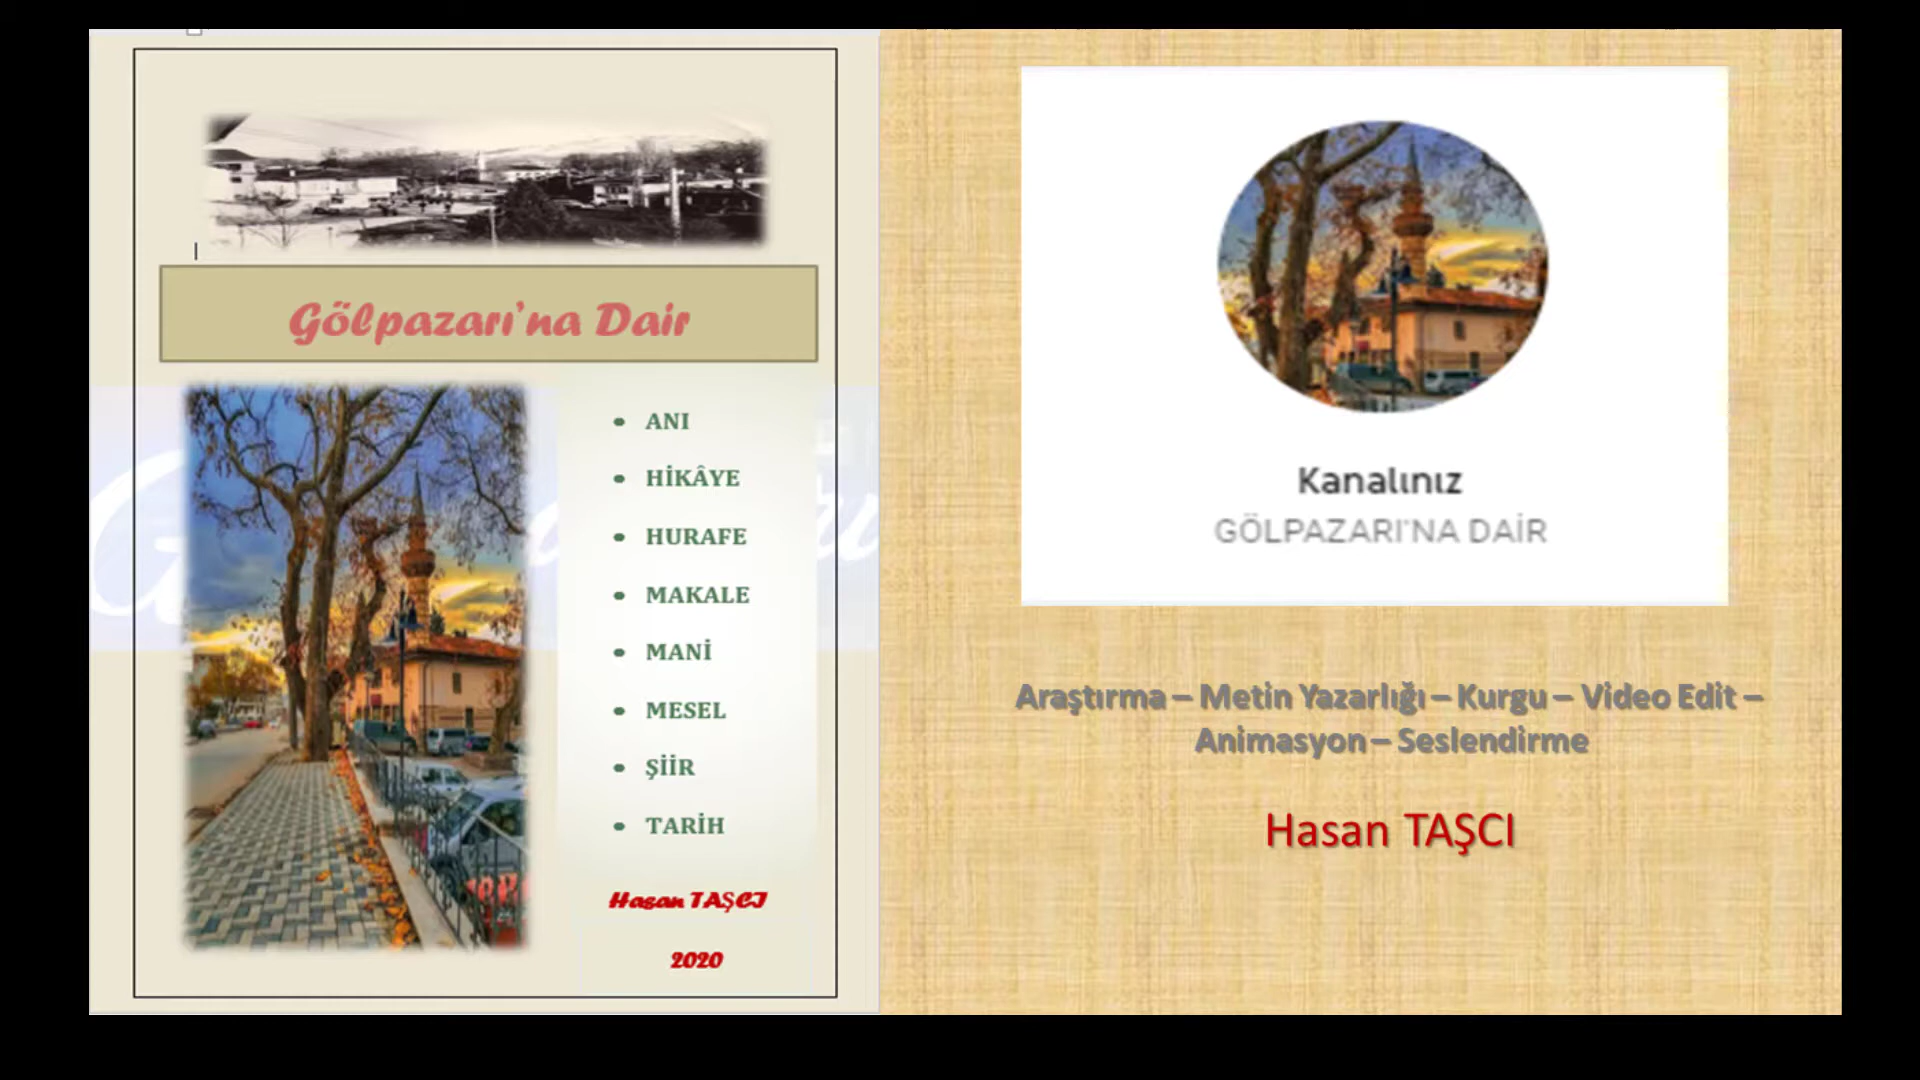 Gölpazarı'na Dair
• ANI
• HİKÂYE
• HURAFE
• MAKALE
• MANİ
• MESEL
• ŞİİR
• TARİH
Hasan TAŞCI
2020
Kanalınız
GÖLPAZARI'NA DAİR
Araştırma – Metin Yazarlığı – Kurgu – Video Edit –
Animasyon – Seslendirme
Hasan TAŞCI